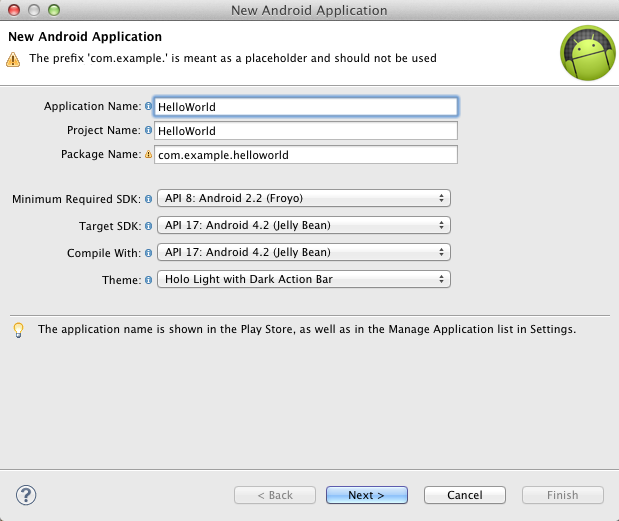 New Android Application
New Android Application
The prefix 'com.example.' is meant as a placeholder and should not be used
Application Name: HelloWorld
Project Name: HelloWorld
Package Name: com.example.helloworld
Minimum Required SDK: API 8: Android 2.2 (Froyo)
Target SDK: API 17: Android 4.2 (Jelly Bean)
Compile With: API 17: Android 4.2 (Jelly Bean)
Theme: Holo Light with Dark Action Bar
The application name is shown in the Play Store, as well as in the Manage Application list in Settings.
? < Back Next > Cancel Finish